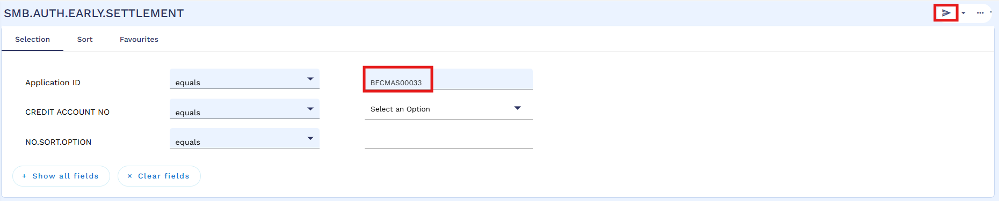 SMB.AUTH.EARLY.SETTLEMENT
Selection Sort Favourites
Application ID equals BFCMAS00033
CREDIT ACCOUNT NO equals Select an Option
NO.SORT.OPTION equals
+ Show all fields × Clear fields